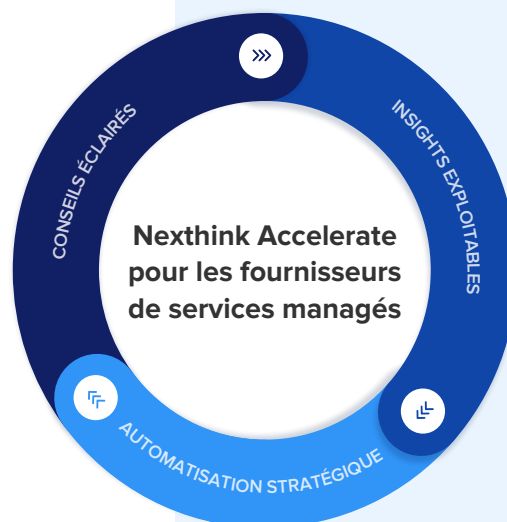 CONSEILS ÉCLAIRÉS
INSIGHTS EXPLOITABLES
Nexthink Accelerate
pour les fournisseurs
de services managés
AUTOMATISATION STRATÉGIQUE